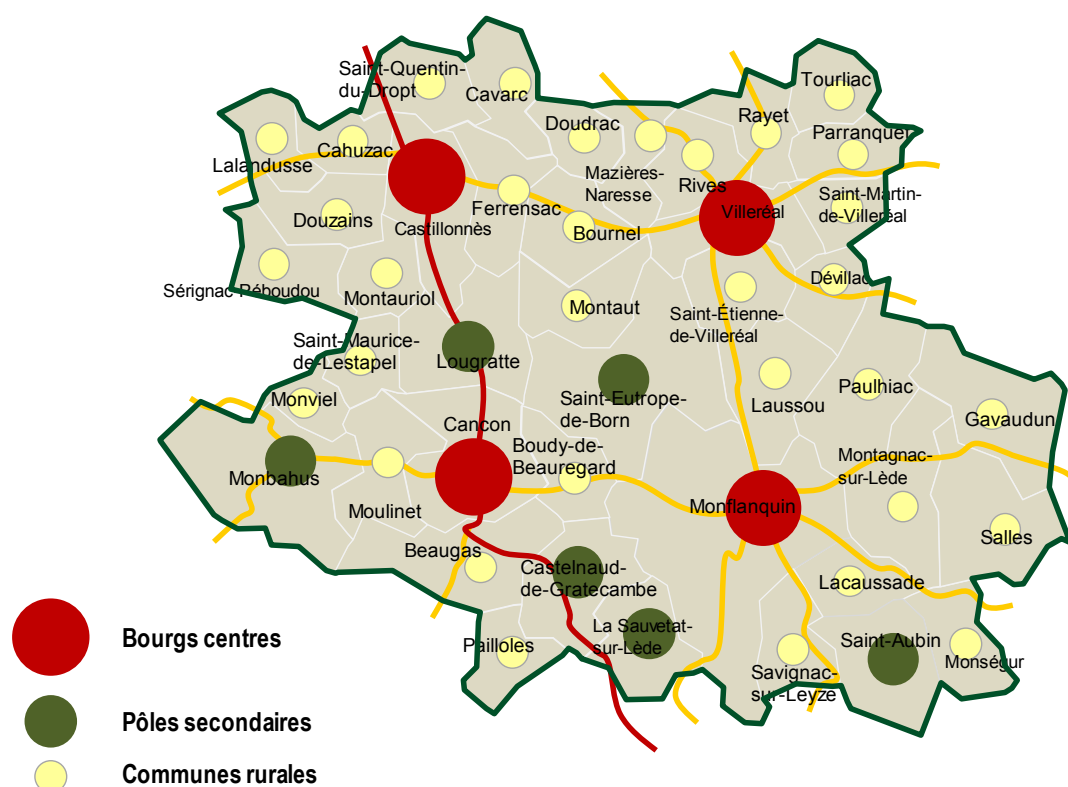 Saint-Quentin-
du-Dropt
Cavarc
Tourliac
Doudrac
Rayet
Parranquet
Lalandusse
Cahuzac
Mazières-
Naresse
Rives
Saint-Martin-
de-Villeréal
Douzains
Ferrensac
Villeréal
Castillonnès
Bournel
Sérignac-Péboudou
Montauriol
Dévillac
Montaut
Saint-Étienne-
de-Villeréal
Saint-Maurice-
de-Lestapel
Lougratte
Monviel
Saint-Eutrope-
de-Born
Laussou
Paulhiac
Gavaudun
Cancon
Boudy-de-
Beauregard
Montagnac-
sur-Lède
Monbahus
Moulinet
Monflanquin
Salles
Beaugas
Castelnaud-
de-Gratecambe
Lacaussade
La Sauvetat-
sur-Lède
Saint-Aubin
Pailloles
Monségur
Savignac-
sur-Leyze
Bourgs centres
Pôles secondaires
Communes rurales